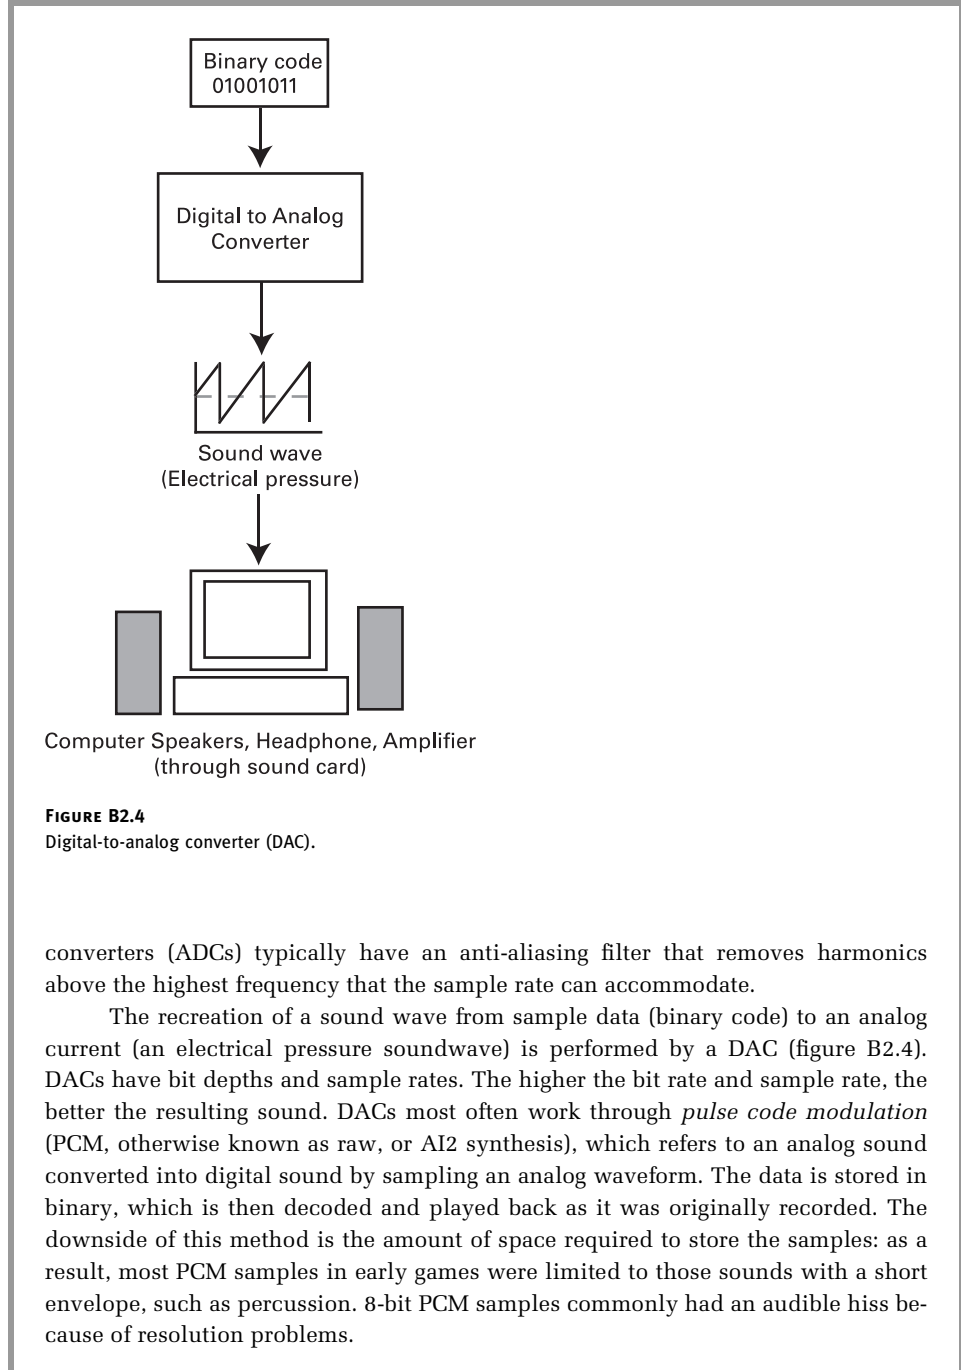 Binary code
01001011
Digital to Analog
Converter
Sound wave
(Electrical pressure)
Computer Speakers, Headphone, Amplifier
(through sound card)
FIGURE B2.4
Digital-to-analog converter (DAC).
converters (ADCs) typically have an anti-aliasing filter that removes harmonics
above the highest frequency that the sample rate can accommodate.
The recreation of a sound wave from sample data (binary code) to an analog
current (an electrical pressure soundwave) is performed by a DAC (figure B2.4).
DACs have bit depths and sample rates. The higher the bit rate and sample rate, the
better the resulting sound. DACs most often work through pulse code modulation
(PCM, otherwise known as raw, or AI2 synthesis), which refers to an analog sound
converted into digital sound by sampling an analog waveform. The data is stored in
binary, which is then decoded and played back as it was originally recorded. The
downside of this method is the amount of space required to store the samples: as a
result, most PCM samples in early games were limited to those sounds with a short
envelope, such as percussion. 8-bit PCM samples commonly had an audible hiss be-
cause of resolution problems.